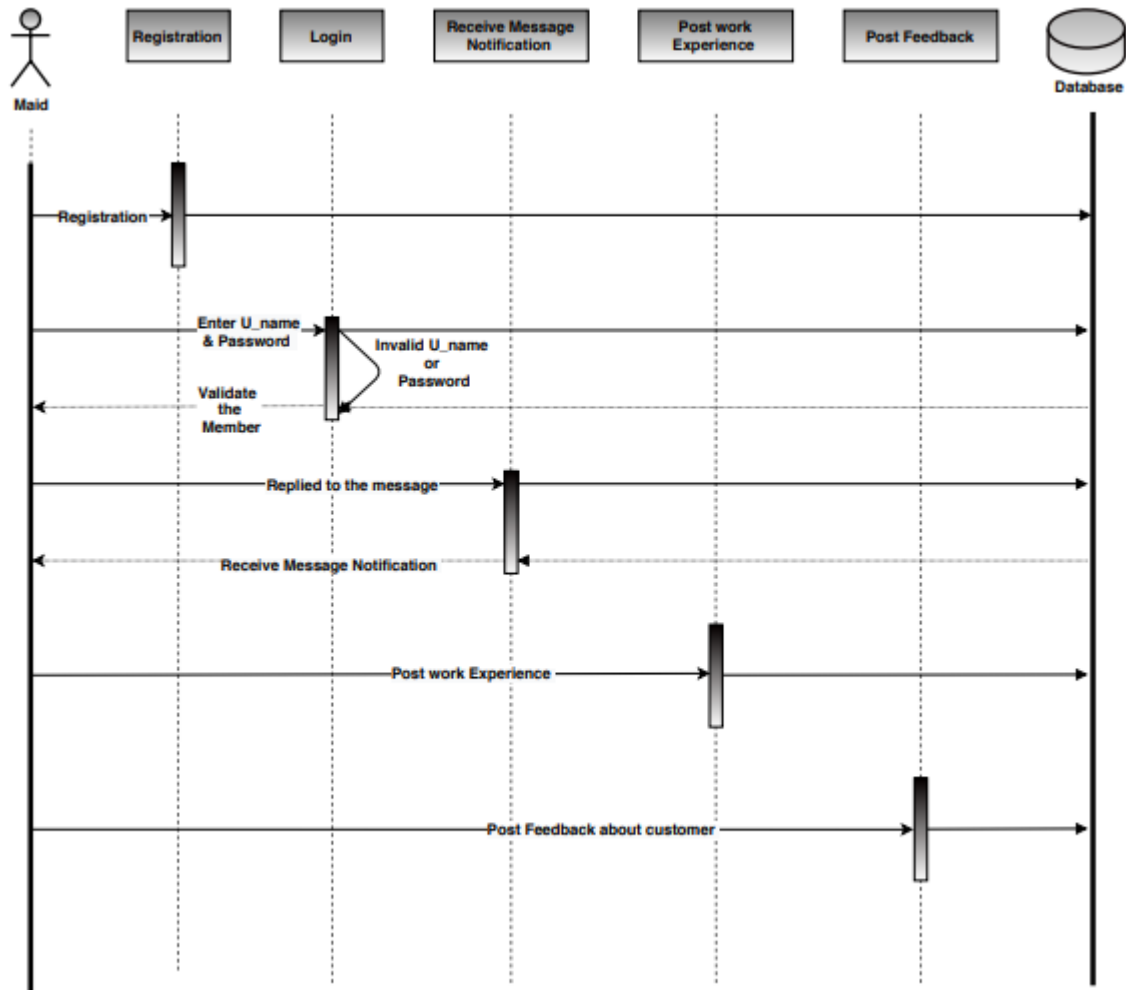 Maid
Registration
Login
Receive Message
Notification
Post work
Experience
Post Feedback
Database
Registration
Enter U_name
& Password
Invalid U_name
or
Password
Validate
the
Member
Replied to the message
Receive Message Notification
Post work Experience
Post Feedback about customer